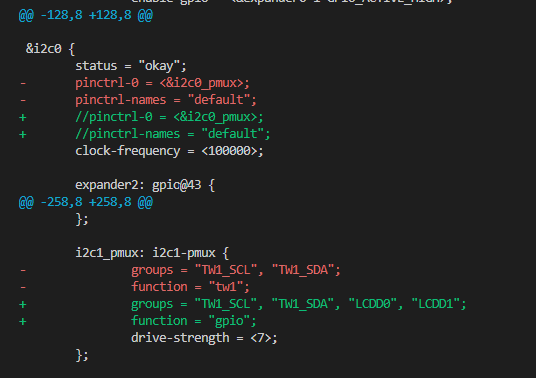 @@ -128,8 +128,8 @@
&i2c0 {
status = "okay";
- pinctrl-0 = <&i2c0_pmux>;
- pinctrl-names = "default";
+ //pinctrl-0 = <&i2c0_pmux>;
+ //pinctrl-names = "default";
clock-frequency = <100000>;
expander2: gpio@43 {
@@ -258,8 +258,8 @@
};
i2c1_pmux: i2c1-pmux {
- groups = "TW1_SCL", "TW1_SDA";
- function = "tw1";
+ groups = "TW1_SCL", "TW1_SDA", "LCDD0", "LCDD1";
+ function = "gpio";
drive-strength = <7>;
};